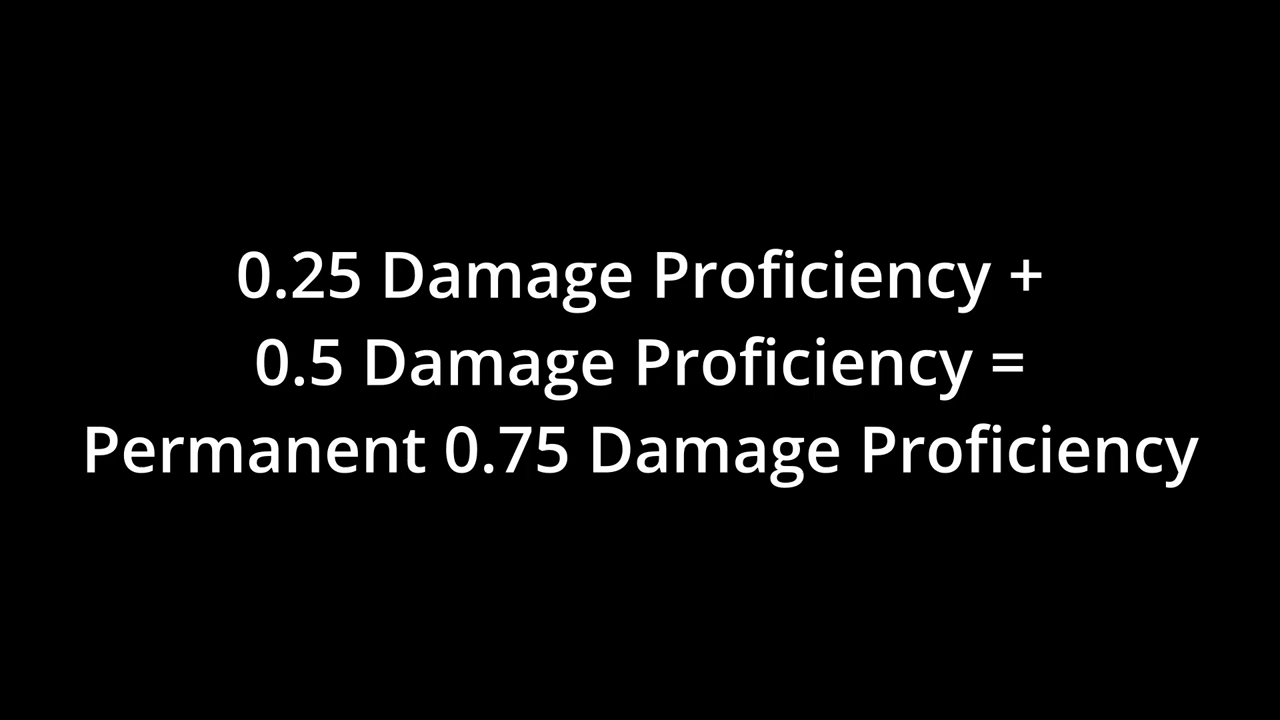 0.25 Damage Proficiency +
0.5 Damage Proficiency =
Permanent 0.75 Damage Proficiency